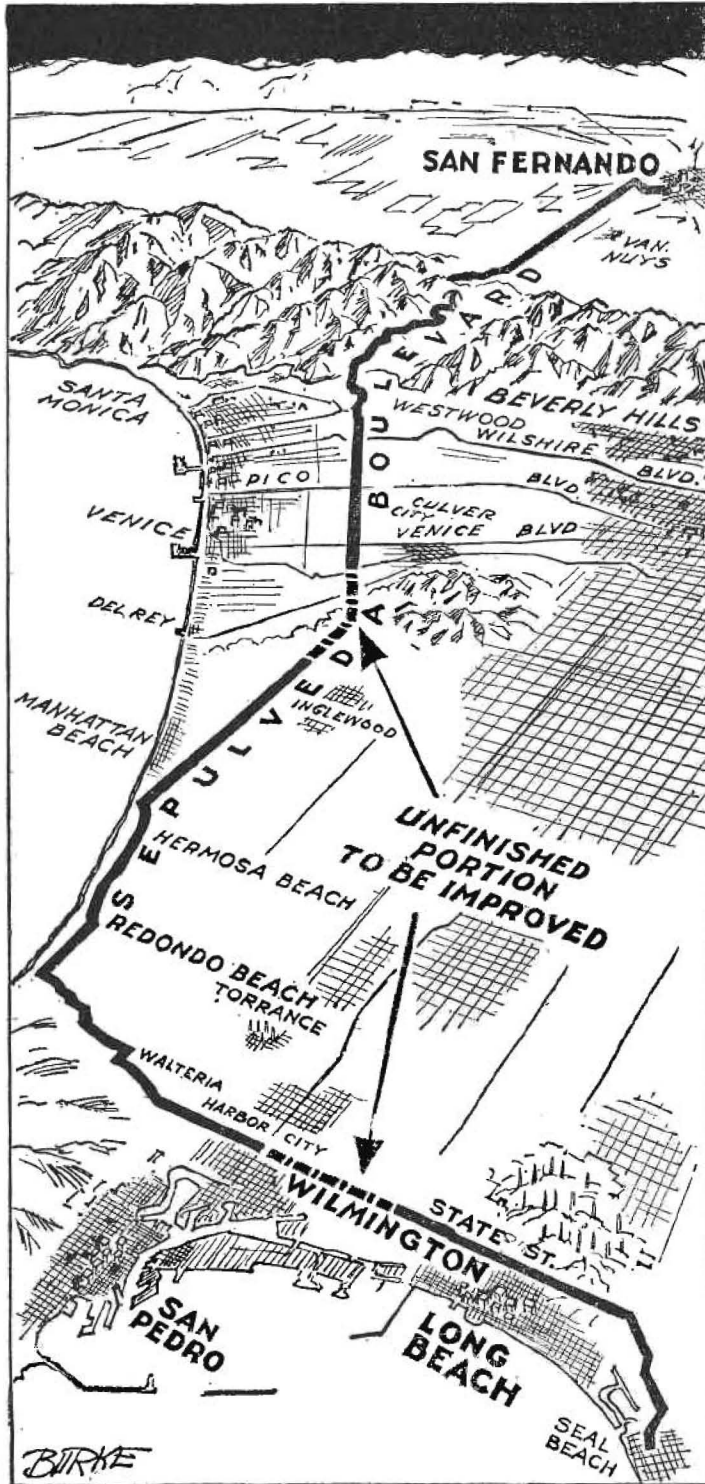 SAN FERNANDO
VAN.
NUYS
SANTA
MONICA
BEVERLY HILLS
WESTWOOD
WILSHIRE BLVD.
PICO BLVD.
CULVER
CITY
VENICE
VENICE BLVD
DEL REY
SEPULVEDA BOULEVARD
INGLEWOOD
MANHATTAN
BEACH
UNFINISHED
PORTION
TO BE IMPROVED
HERMOSA BEACH
REDONDO BEACH
TORRANCE
WALTERIA
HARBOR CITY
WILMINGTON
STATE ST.
SAN
PEDRO
LONG
BEACH
SEAL
BEACH
BURKE